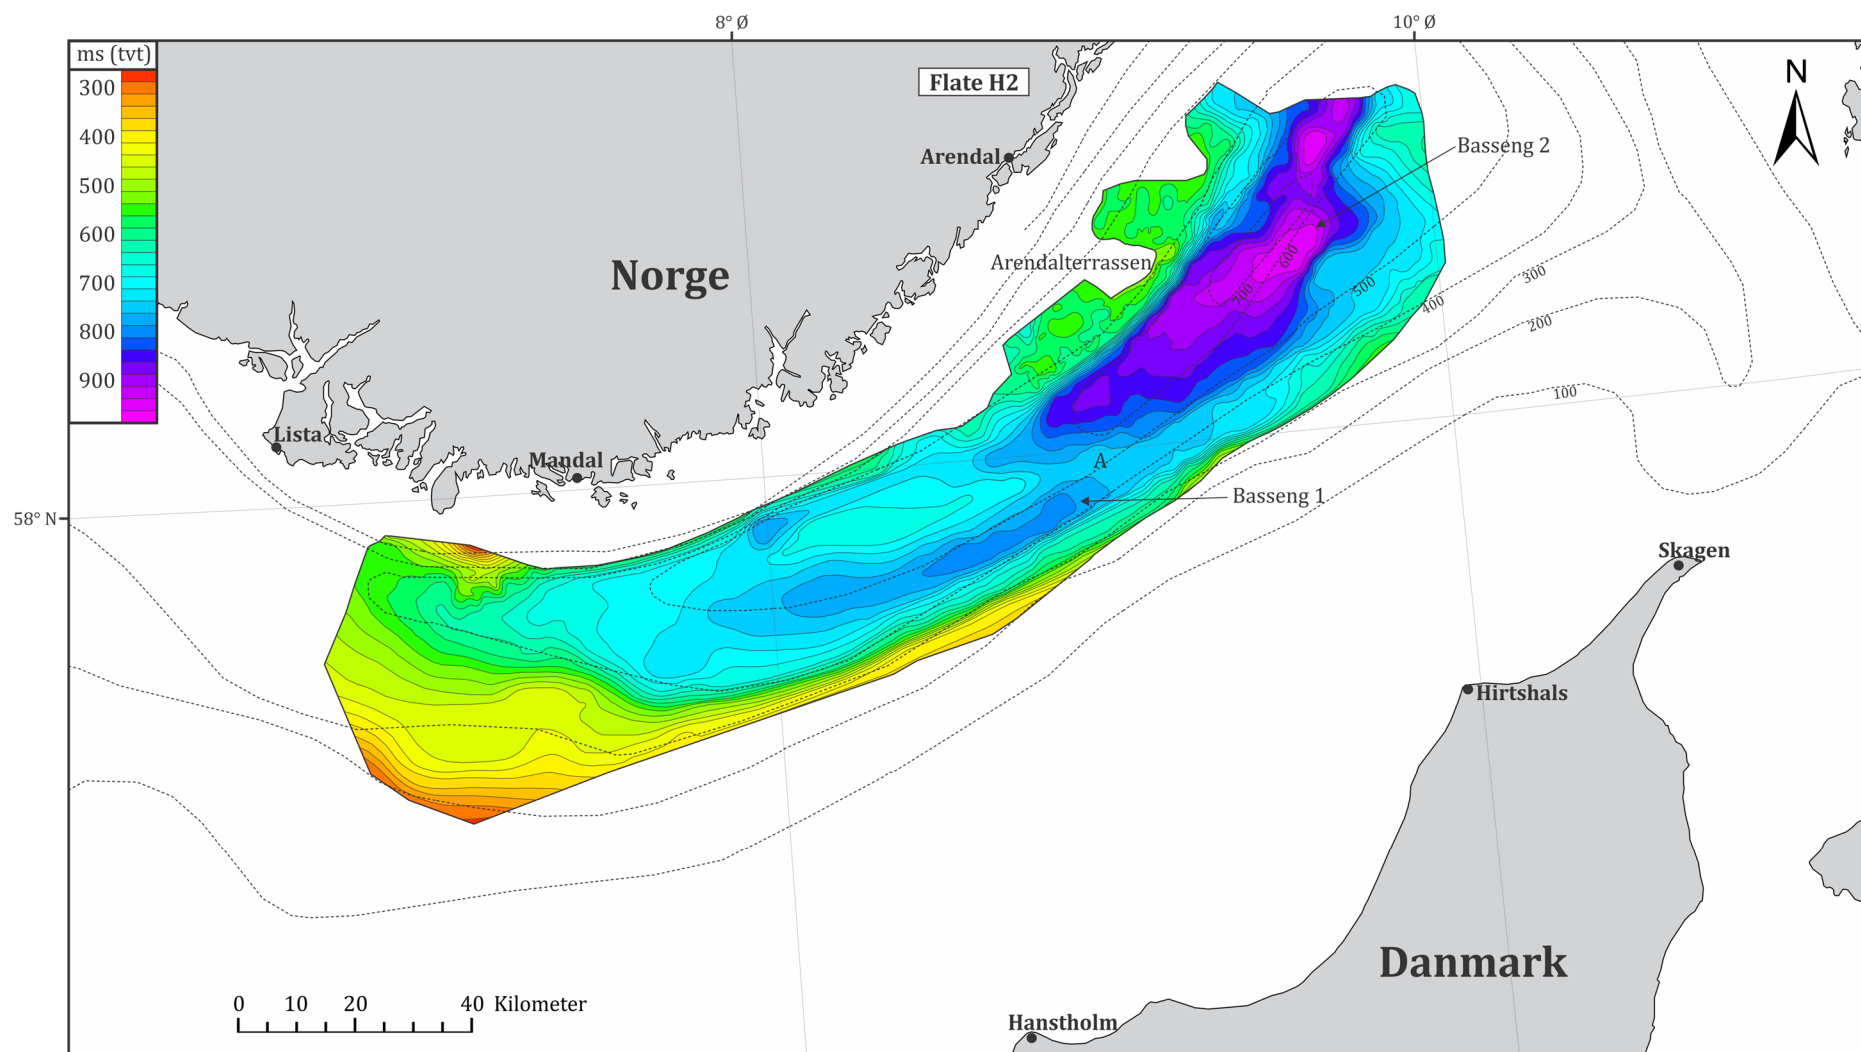 8° Ø
10° Ø
ms (tvt)
300
400
500
600
700
800
900
Flate H2
N
Arendal
Basseng 2
Norge
Arendalterrassen
600
700
500
400
300
200
100
Lista
Mandal
A
Basseng 1
58° N
Skagen
Hirtshals
Danmark
0 10 20 40 Kilometer
Hanstholm